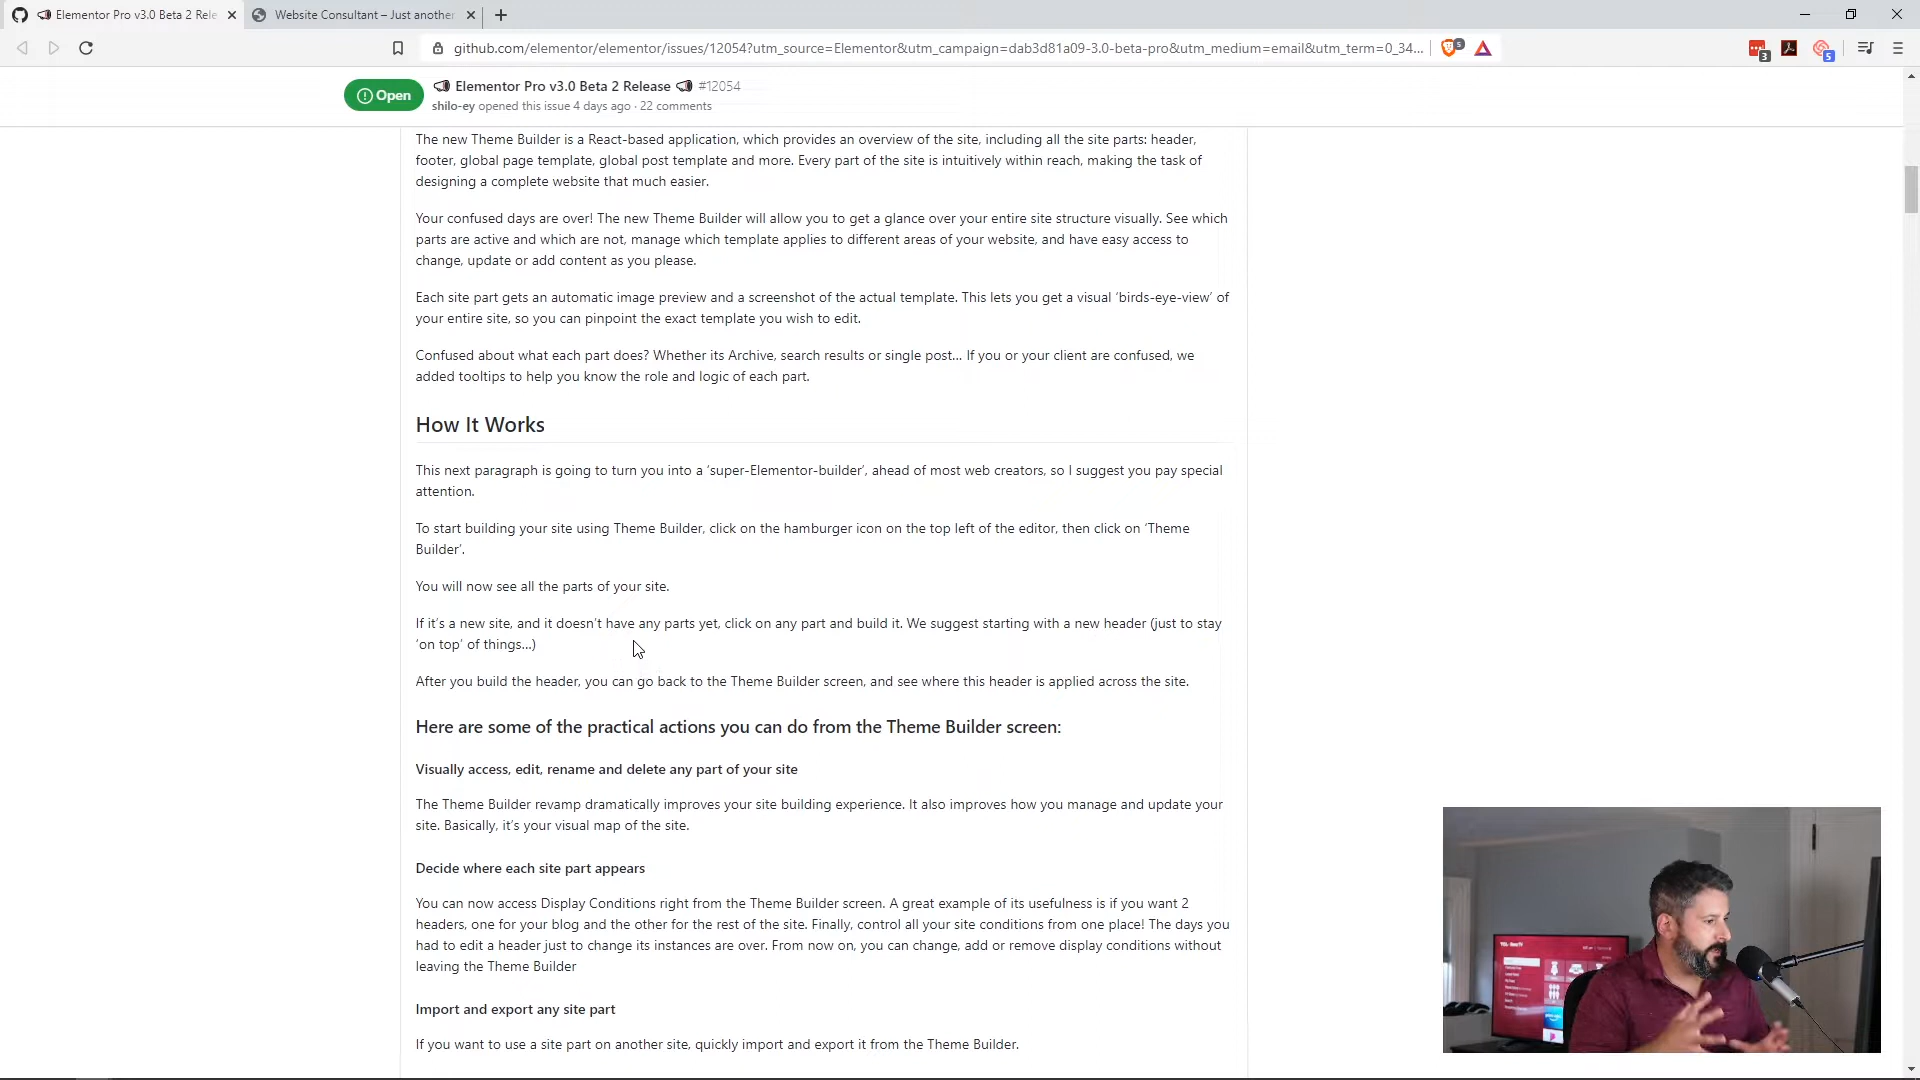 Elementor Pro v3.0 Beta 2 Rele
Website Consultant – Just another
github.com/elementor/elementor/issues/12054?utm_source=Elementor&utm_campaign=dab3d81a09-3.0-beta-pro&utm_medium=email&utm_term=0_34...
5
3
5
Open
Elementor Pro v3.0 Beta 2 Release #12054
shilo-ey opened this issue 4 days ago · 22 comments
The new Theme Builder is a React-based application, which provides an overview of the site, including all the site parts: header,
footer, global page template, global post template and more. Every part of the site is intuitively within reach, making the task of
designing a complete website that much easier.
Your confused days are over! The new Theme Builder will allow you to get a glance over your entire site structure visually. See which
parts are active and which are not, manage which template applies to different areas of your website, and have easy access to
change, update or add content as you please.
Each site part gets an automatic image preview and a screenshot of the actual template. This lets you get a visual ‘birds-eye-view’ of
your entire site, so you can pinpoint the exact template you wish to edit.
Confused about what each part does? Whether its Archive, search results or single post... If you or your client are confused, we
added tooltips to help you know the role and logic of each part.
How It Works
This next paragraph is going to turn you into a ‘super-Elementor-builder’, ahead of most web creators, so I suggest you pay special
attention.
To start building your site using Theme Builder, click on the hamburger icon on the top left of the editor, then click on ‘Theme
Builder’.
You will now see all the parts of your site.
If it’s a new site, and it doesn’t have any parts yet, click on any part and build it. We suggest starting with a new header (just to stay
‘on top’ of things...)
After you build the header, you can go back to the Theme Builder screen, and see where this header is applied across the site.
Here are some of the practical actions you can do from the Theme Builder screen:
Visually access, edit, rename and delete any part of your site
The Theme Builder revamp dramatically improves your site building experience. It also improves how you manage and update your
site. Basically, it’s your visual map of the site.
Decide where each site part appears
You can now access Display Conditions right from the Theme Builder screen. A great example of its usefulness is if you want 2
headers, one for your blog and the other for the rest of the site. Finally, control all your site conditions from one place! The days you
had to edit a header just to change its instances are over. From now on, you can change, add or remove display conditions without
leaving the Theme Builder
Import and export any site part
If you want to use a site part on another site, quickly import and export it from the Theme Builder.